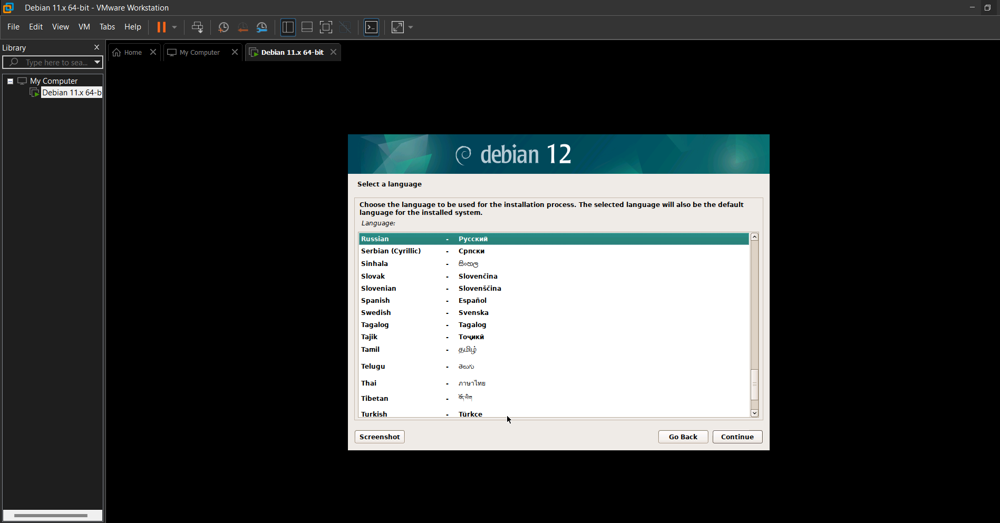 Debian 11.x 64-bit - VMware Workstation
File Edit View VM Tabs Help
Library
Type here to sea...
Home
My Computer
Debian 11.x 64-bit
My Computer
Debian 11.x 64-b
debian 12
Select a language
Choose the language to be used for the installation process. The selected language will also be the default
language for the installed system.
Language:
Russian - Русский
Serbian (Cyrillic) - Српски
Sinhala - සිංහල
Slovak - Slovenčina
Slovenian - Slovenščina
Spanish - Español
Swedish - Svenska
Tagalog - Tagalog
Tajik - Тоҷикӣ
Tamil - தமிழ்
Telugu - తెలుగు
Thai - ภาษาไทย
Tibetan - བོད་ཡིག
Turkish - Türkçe
Screenshot
Go Back
Continue